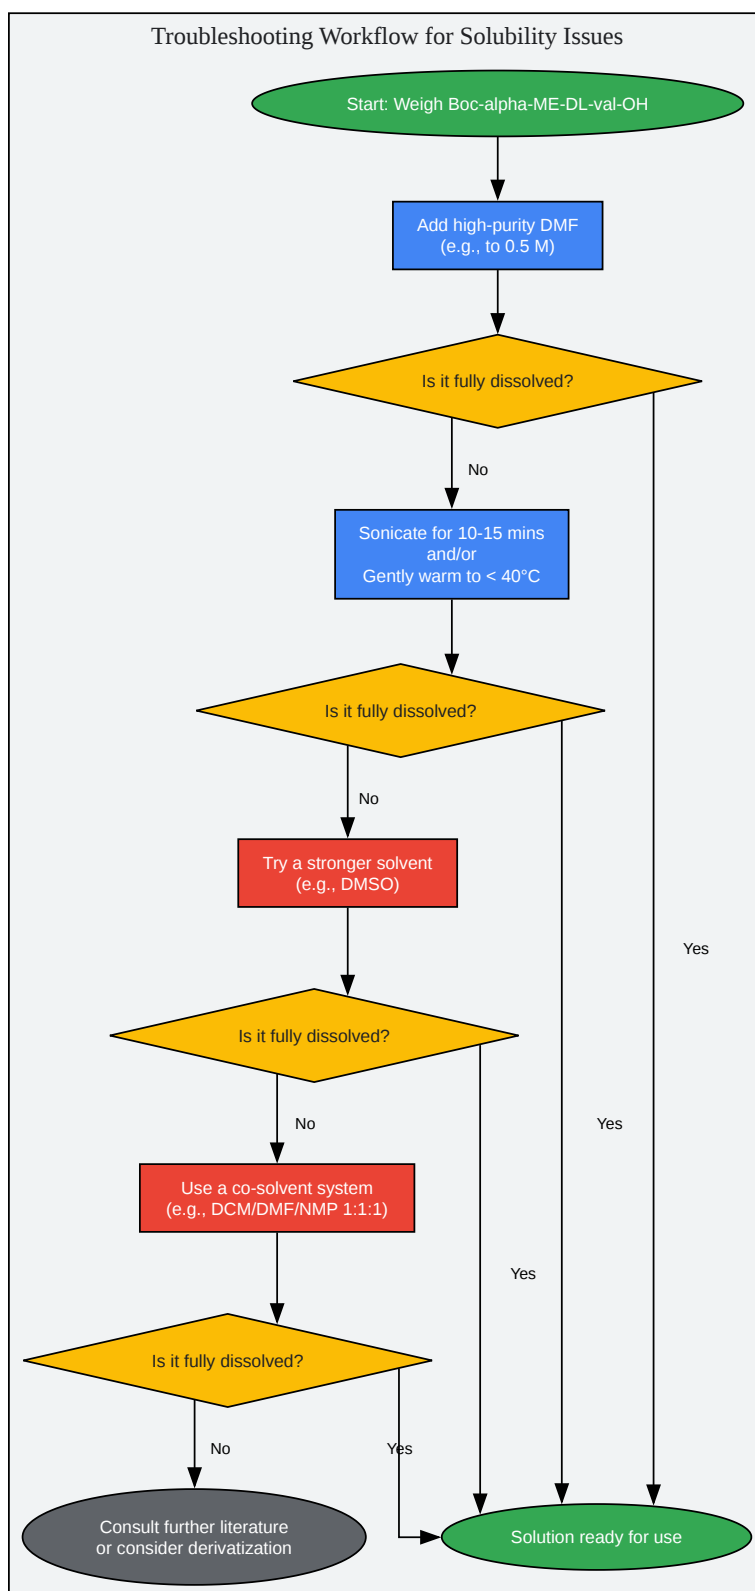 Troubleshooting Workflow for Solubility Issues
Start: Weigh Boc-alpha-ME-DL-val-OH
Add high-purity DMF
(e.g., to 0.5 M)
Is it fully dissolved?
No
Sonicate for 10-15 mins
and/or
Gently warm to < 40°C
Is it fully dissolved?
No
Try a stronger solvent
(e.g., DMSO)
Yes
Is it fully dissolved?
No
Yes
Use a co-solvent system
(e.g., DCM/DMF/NMP 1:1:1)
Yes
Is it fully dissolved?
No
Yes
Consult further literature
or consider derivatization
Solution ready for use